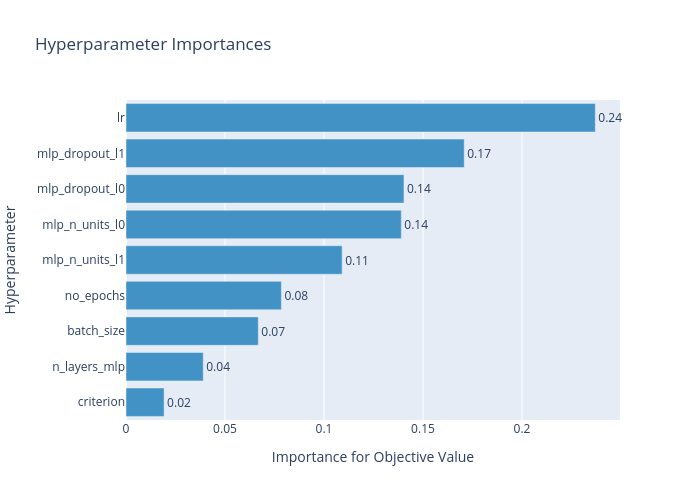 Hyperparameter Importances
Hyperparameter
lr
0.24
mlp_dropout_l1
0.17
mlp_dropout_l0
0.14
mlp_n_units_l0
0.14
mlp_n_units_l1
0.11
no_epochs
0.08
batch_size
0.07
n_layers_mlp
0.04
criterion
0.02
0 0.05 0.1 0.15 0.2
Importance for Objective Value